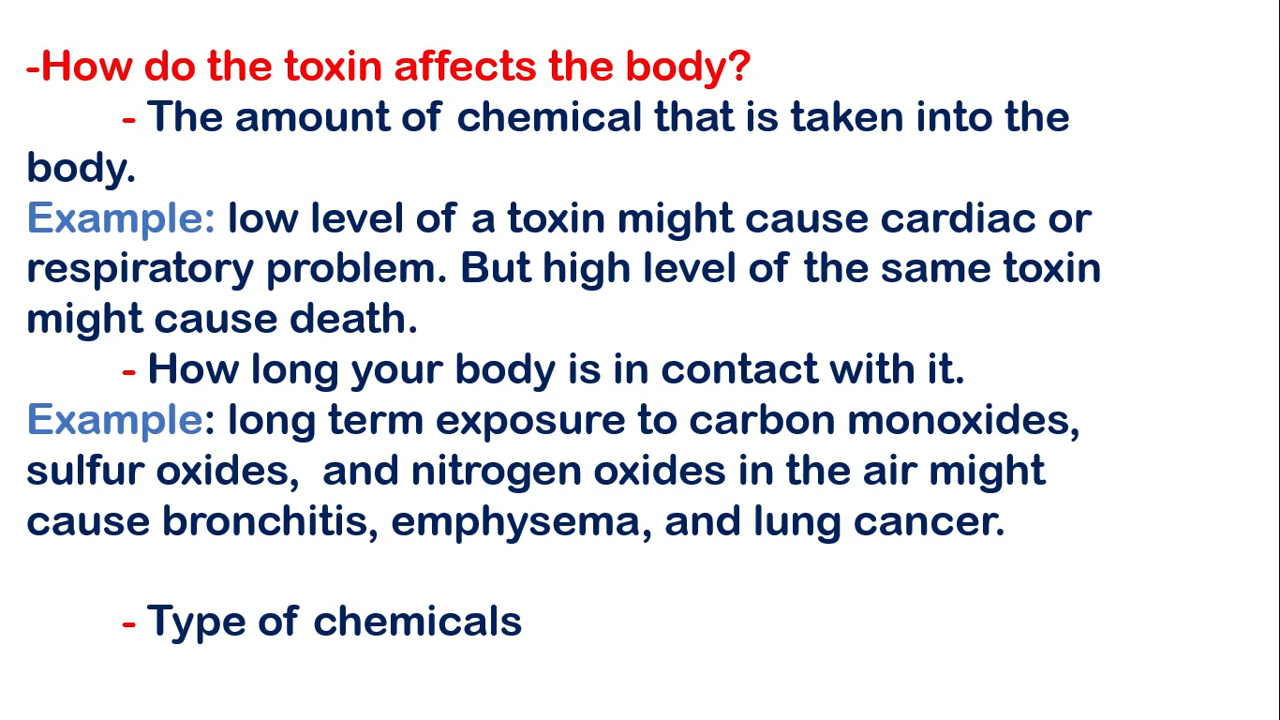 -How do the toxin affects the body?
- The amount of chemical that is taken into the
body.
Example: low level of a toxin might cause cardiac or
respiratory problem. But high level of the same toxin
might cause death.
- How long your body is in contact with it.
Example: long term exposure to carbon monoxides,
sulfur oxides,  and nitrogen oxides in the air might
cause bronchitis, emphysema, and lung cancer.
- Type of chemicals